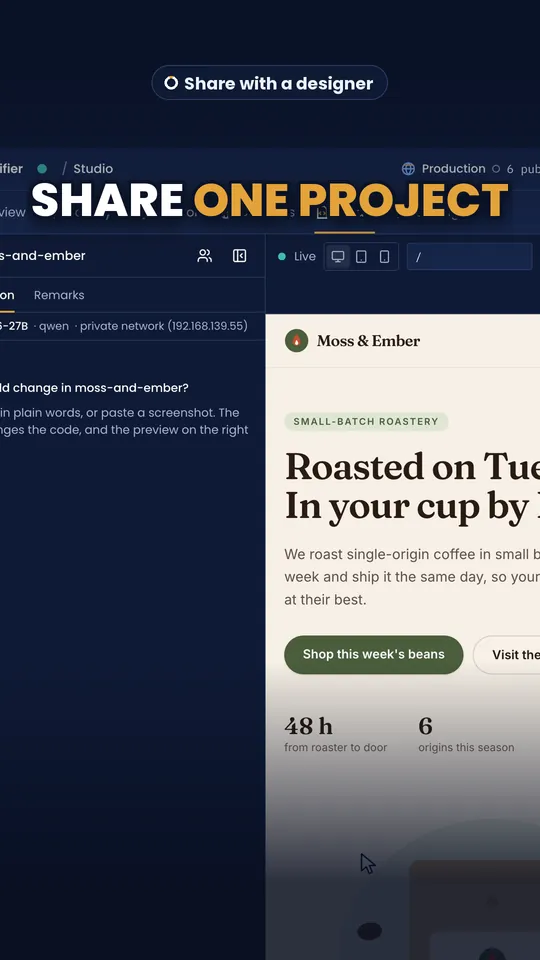 Share with a designer
ifier / Studio
Production 6 pub
view
SHARE ONE PROJECT
s-and-ember
Live
/
on Remarks
6-27B · qwen · private network (192.168.139.55)
Moss & Ember
ld change in moss-and-ember?
in plain words, or paste a screenshot. The
nges the code, and the preview on the right
SMALL-BATCH ROASTERY
Roasted on Tue
In your cup by
We roast single-origin coffee in small b
week and ship it the same day, so your
at their best.
Shop this week's beans
Visit the
48 h
from roaster to door
6
origins this season